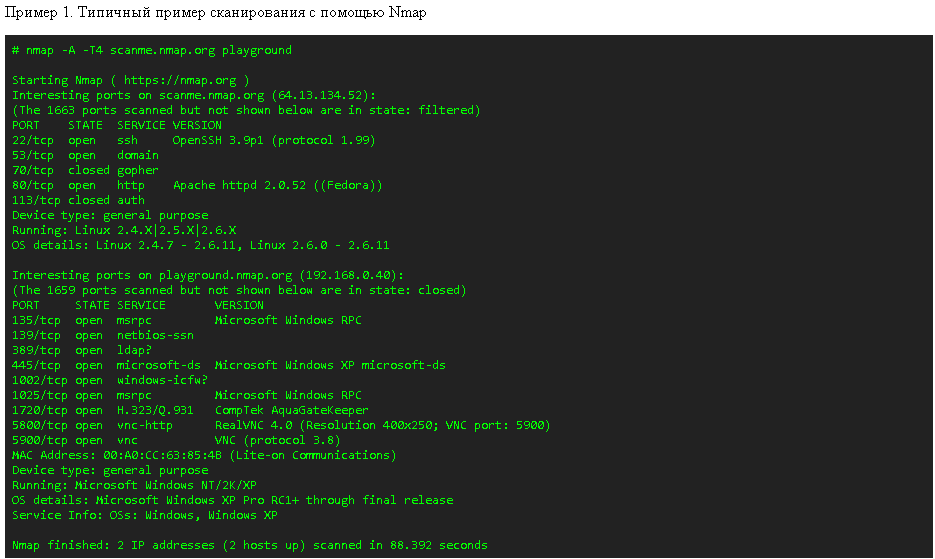 Пример 1. Типичный пример сканирования с помощью Nmap
# nmap -A -T4 scanme.nmap.org playground
Starting Nmap ( https://nmap.org )
Interesting ports on scanme.nmap.org (64.13.134.52):
(The 1663 ports scanned but not shown below are in state: filtered)
PORT    STATE  SERVICE VERSION
22/tcp  open   ssh     OpenSSH 3.9p1 (protocol 1.99)
53/tcp  open   domain
70/tcp  closed gopher
80/tcp  open   http    Apache httpd 2.0.52 ((Fedora))
113/tcp closed auth
Device type: general purpose
Running: Linux 2.4.X|2.5.X|2.6.X
OS details: Linux 2.4.7 - 2.6.11, Linux 2.6.0 - 2.6.11
Interesting ports on playground.nmap.org (192.168.0.40):
(The 1659 ports scanned but not shown below are in state: closed)
PORT     STATE SERVICE       VERSION
135/tcp  open  msrpc         Microsoft Windows RPC
139/tcp  open  netbios-ssn
389/tcp  open  ldap?
445/tcp  open  microsoft-ds  Microsoft Windows XP microsoft-ds
1002/tcp open  windows-icfw?
1025/tcp open  msrpc         Microsoft Windows RPC
1720/tcp open  H.323/Q.931   CompTek AquaGateKeeper
5800/tcp open  vnc-http      RealVNC 4.0 (Resolution 400x250; VNC port: 5900)
5900/tcp open  vnc           VNC (protocol 3.8)
MAC Address: 00:A0:CC:63:85:4B (Lite-on Communications)
Device type: general purpose
Running: Microsoft Windows NT/2K/XP
OS details: Microsoft Windows XP Pro RC1+ through final release
Service Info: OSs: Windows, Windows XP
Nmap finished: 2 IP addresses (2 hosts up) scanned in 88.392 seconds